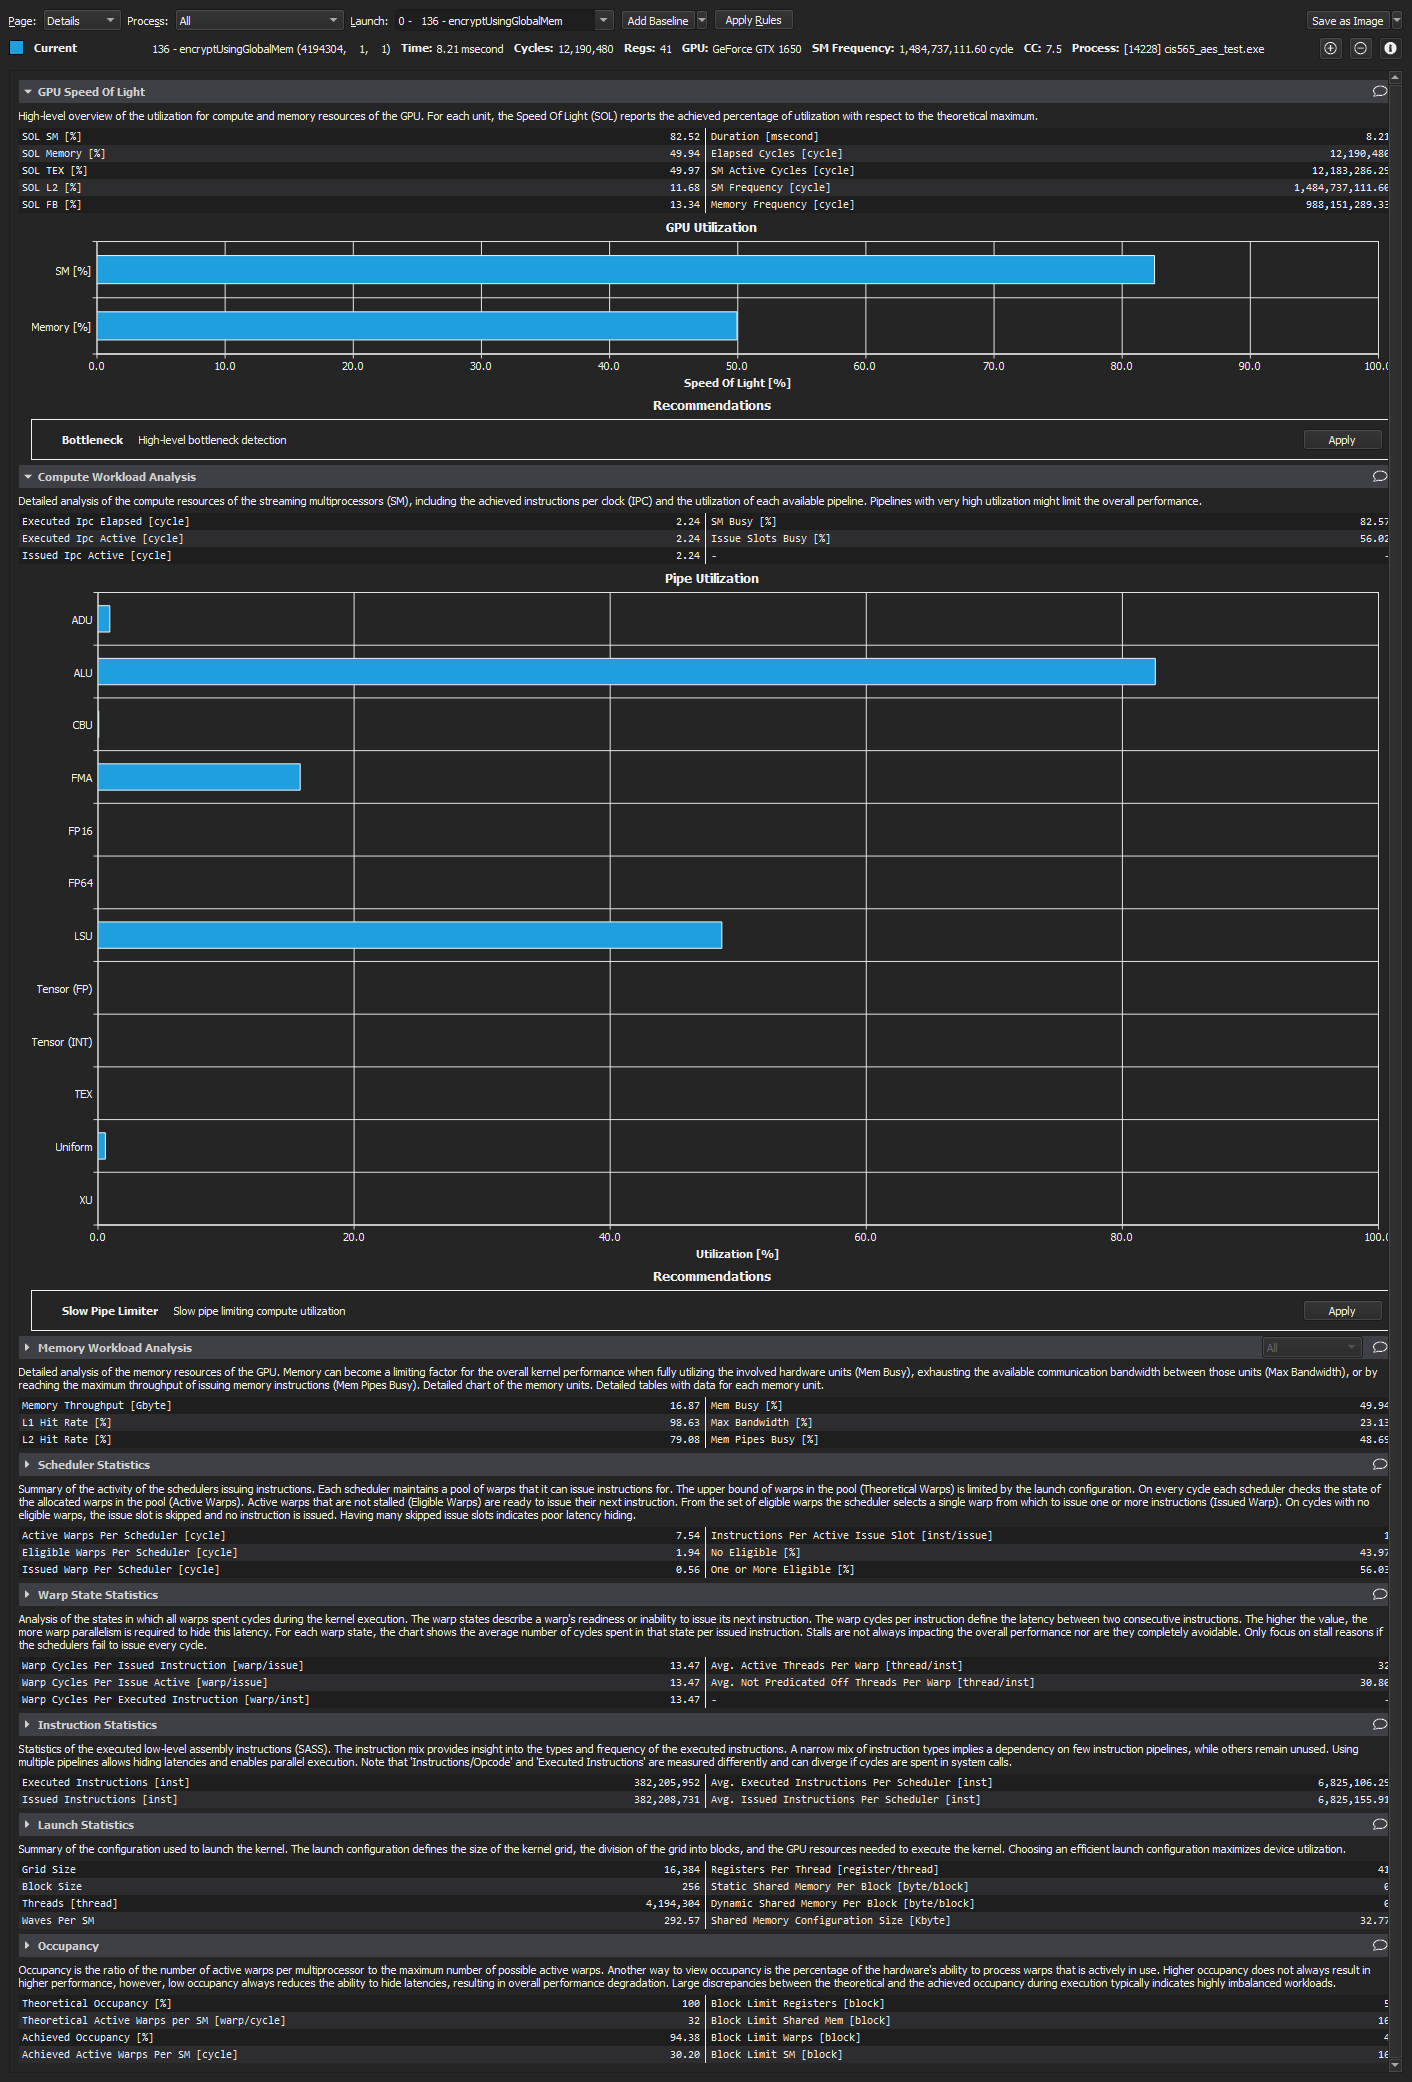 Page: Details Process: All Launch: 0 - 136 - encryptUsingGlobalMem Add Baseline Apply Rules Save as Image
Current 136 - encryptUsingGlobalMem (4194304, 1, 1) Time: 8.21 msecond Cycles: 12,190,480 Regs: 41 GPU: GeForce GTX 1650 SM Frequency: 1,484,737,111.60 cycle CC: 7.5 Process: [14228] cis565_aes_test.exe
GPU Speed Of Light
High-level overview of the utilization for compute and memory resources of the GPU. For each unit, the Speed Of Light (SOL) reports the achieved percentage of utilization with respect to the theoretical maximum.
SOL SM [%] 82.52 Duration [msecond] 8.21
SOL Memory [%] 49.94 Elapsed Cycles [cycle] 12,190,480
SOL TEX [%] 49.97 SM Active Cycles [cycle] 12,183,286.29
SOL L2 [%] 11.68 SM Frequency [cycle] 1,484,737,111.60
SOL FB [%] 13.34 Memory Frequency [cycle] 988,151,289.33
GPU Utilization
SM [%]
Memory [%]
0.0 10.0 20.0 30.0 40.0 50.0 60.0 70.0 80.0 90.0 100.0
Speed Of Light [%]
Recommendations
Bottleneck High-level bottleneck detection Apply
Compute Workload Analysis
Detailed analysis of the compute resources of the streaming multiprocessors (SM), including the achieved instructions per clock (IPC) and the utilization of each available pipeline. Pipelines with very high utilization might limit the overall performance.
Executed Ipc Elapsed [cycle] 2.24 SM Busy [%] 82.57
Executed Ipc Active [cycle] 2.24 Issue Slots Busy [%] 56.02
Issued Ipc Active [cycle] 2.24 - -
Pipe Utilization
ADU
ALU
CBU
FMA
FP16
FP64
LSU
Tensor (FP)
Tensor (INT)
TEX
Uniform
XU
0.0 20.0 40.0 60.0 80.0 100.0
Utilization [%]
Recommendations
Slow Pipe Limiter Slow pipe limiting compute utilization Apply
Memory Workload Analysis All
Detailed analysis of the memory resources of the GPU. Memory can become a limiting factor for the overall kernel performance when fully utilizing the involved hardware units (Mem Busy), exhausting the available communication bandwidth between those units (Max Bandwidth), or by
reaching the maximum throughput of issuing memory instructions (Mem Pipes Busy). Detailed chart of the memory units. Detailed tables with data for each memory unit.
Memory Throughput [Gbyte] 16.87 Mem Busy [%] 49.94
L1 Hit Rate [%] 98.63 Max Bandwidth [%] 23.13
L2 Hit Rate [%] 79.08 Mem Pipes Busy [%] 48.69
Scheduler Statistics
Summary of the activity of the schedulers issuing instructions. Each scheduler maintains a pool of warps that it can issue instructions for. The upper bound of warps in the pool (Theoretical Warps) is limited by the launch configuration. On every cycle each scheduler checks the state of
the allocated warps in the pool (Active Warps). Active warps that are not stalled (Eligible Warps) are ready to issue their next instruction. From the set of eligible warps the scheduler selects a single warp from which to issue one or more instructions (Issued Warp). On cycles with no
eligible warps, the issue slot is skipped and no instruction is issued. Having many skipped issue slots indicates poor latency hiding.
Active Warps Per Scheduler [cycle] 7.54 Instructions Per Active Issue Slot [inst/issue] 1
Eligible Warps Per Scheduler [cycle] 1.94 No Eligible [%] 43.97
Issued Warp Per Scheduler [cycle] 0.56 One or More Eligible [%] 56.03
Warp State Statistics
Analysis of the states in which all warps spent cycles during the kernel execution. The warp states describe a warp's readiness or inability to issue its next instruction. The warp cycles per instruction define the latency between two consecutive instructions. The higher the value, the
more warp parallelism is required to hide this latency. For each warp state, the chart shows the average number of cycles spent in that state per issued instruction. Stalls are not always impacting the overall performance nor are they completely avoidable. Only focus on stall reasons if
the schedulers fail to issue every cycle.
Warp Cycles Per Issued Instruction [warp/issue] 13.47 Avg. Active Threads Per Warp [thread/inst] 32
Warp Cycles Per Issue Active [warp/issue] 13.47 Avg. Not Predicated Off Threads Per Warp [thread/inst] 30.80
Warp Cycles Per Executed Instruction [warp/inst] 13.47 - -
Instruction Statistics
Statistics of the executed low-level assembly instructions (SASS). The instruction mix provides insight into the types and frequency of the executed instructions. A narrow mix of instruction types implies a dependency on few instruction pipelines, while others remain unused. Using
multiple pipelines allows hiding latencies and enables parallel execution. Note that 'Instructions/Opcode' and 'Executed Instructions' are measured differently and can diverge if cycles are spent in system calls.
Executed Instructions [inst] 382,205,952 Avg. Executed Instructions Per Scheduler [inst] 6,825,106.29
Issued Instructions [inst] 382,208,731 Avg. Issued Instructions Per Scheduler [inst] 6,825,155.91
Launch Statistics
Summary of the configuration used to launch the kernel. The launch configuration defines the size of the kernel grid, the division of the grid into blocks, and the GPU resources needed to execute the kernel. Choosing an efficient launch configuration maximizes device utilization.
Grid Size 16,384 Registers Per Thread [register/thread] 41
Block Size 256 Static Shared Memory Per Block [byte/block] 0
Threads [thread] 4,194,304 Dynamic Shared Memory Per Block [byte/block] 0
Waves Per SM 292.57 Shared Memory Configuration Size [Kbyte] 32.77
Occupancy
Occupancy is the ratio of the number of active warps per multiprocessor to the maximum number of possible active warps. Another way to view occupancy is the percentage of the hardware's ability to process warps that is actively in use. Higher occupancy does not always result in
higher performance, however, low occupancy always reduces the ability to hide latencies, resulting in overall performance degradation. Large discrepancies between the theoretical and the achieved occupancy during execution typically indicates highly imbalanced workloads.
Theoretical Occupancy [%] 100 Block Limit Registers [block] 5
Theoretical Active Warps per SM [warp/cycle] 32 Block Limit Shared Mem [block] 16
Achieved Occupancy [%] 94.38 Block Limit Warps [block] 4
Achieved Active Warps Per SM [cycle] 30.20 Block Limit SM [block] 16